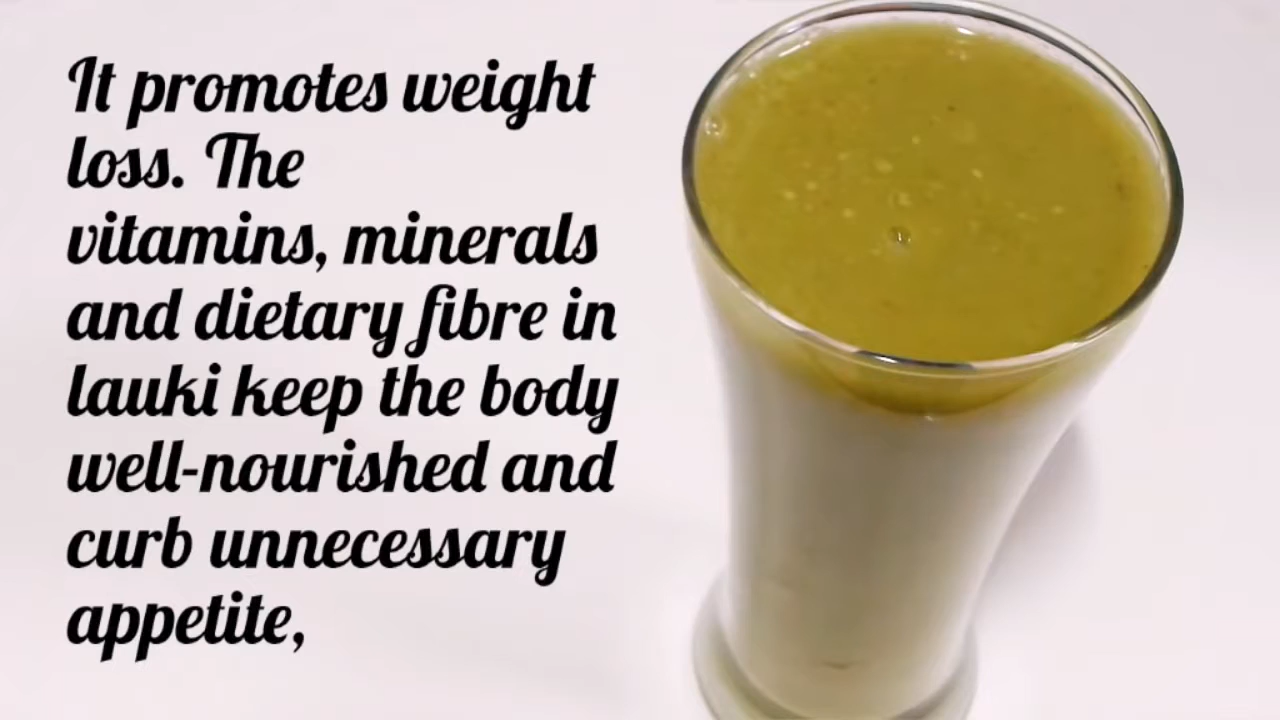 It promotes weight
loss. The
vitamins, minerals
and dietary fibre in
lauki keep the body
well-nourished and
curb unnecessary
appetite,